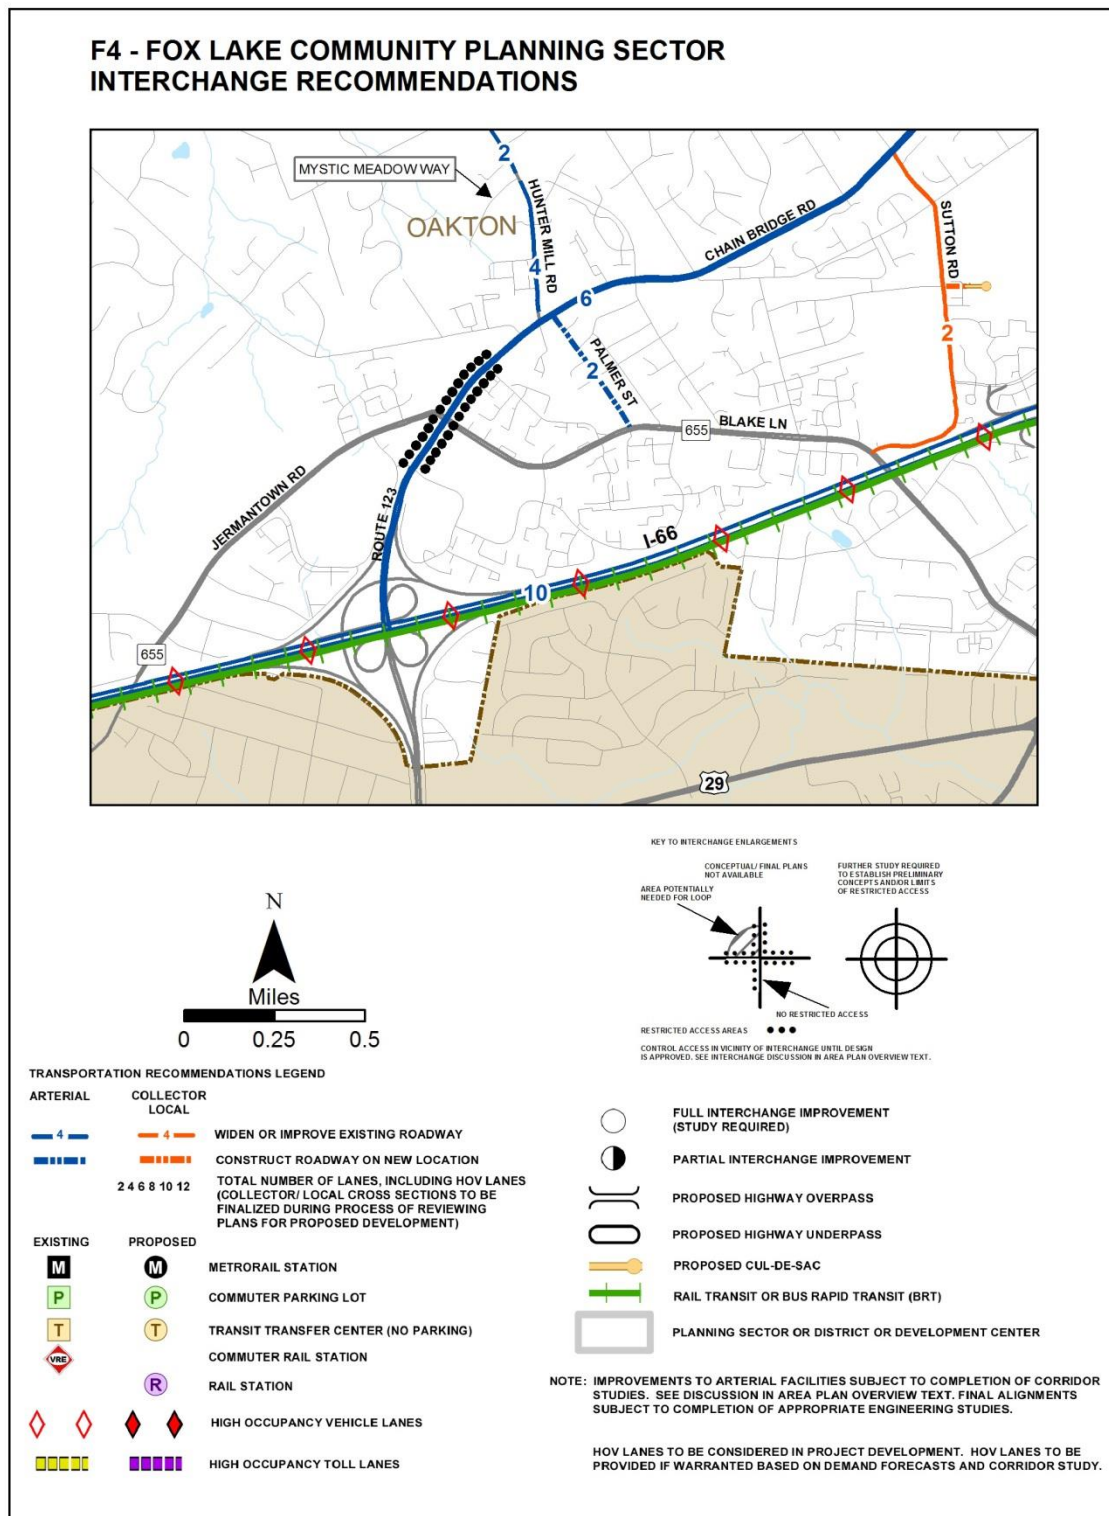 F4 - FOX LAKE COMMUNITY PLANNING SECTOR
INTERCHANGE RECOMMENDATIONS
MYSTIC MEADOW WAY
2
HUNTER MILL RD
OAKTON
4
CHAIN BRIDGE RD
6
SUTTON RD
2
PALMER ST
2
BLAKE LN
655
JERMANTOWN RD
ROUTE 123
I-66
10
655
29
KEY TO INTERCHANGE ENLARGEMENTS
CONCEPTUAL/ FINAL PLANS
NOT AVAILABLE
FURTHER STUDY REQUIRED
TO ESTABLISH PRELIMINARY
CONCEPTS AND/OR LIMITS
OF RESTRICTED ACCESS
AREA POTENTIALLY
NEEDED FOR LOOP
NO RESTRICTED ACCESS
RESTRICTED ACCESS AREAS
CONTROL ACCESS IN VICINITY OF INTERCHANGE UNTIL DESIGN
IS APPROVED. SEE INTERCHANGE DISCUSSION IN AREA PLAN OVERVIEW TEXT.
N
Miles
0 0.25 0.5
TRANSPORTATION RECOMMENDATIONS LEGEND
ARTERIAL COLLECTOR
LOCAL
4 4 WIDEN OR IMPROVE EXISTING ROADWAY
CONSTRUCT ROADWAY ON NEW LOCATION
2 4 6 8 10 12 TOTAL NUMBER OF LANES, INCLUDING HOV LANES
(COLLECTOR/ LOCAL CROSS SECTIONS TO BE
FINALIZED DURING PROCESS OF REVIEWING
PLANS FOR PROPOSED DEVELOPMENT)
EXISTING PROPOSED
M M METRORAIL STATION
P P COMMUTER PARKING LOT
T T TRANSIT TRANSFER CENTER (NO PARKING)
VRE COMMUTER RAIL STATION
R RAIL STATION
HIGH OCCUPANCY VEHICLE LANES
HIGH OCCUPANCY TOLL LANES
FULL INTERCHANGE IMPROVEMENT
(STUDY REQUIRED)
PARTIAL INTERCHANGE IMPROVEMENT
PROPOSED HIGHWAY OVERPASS
PROPOSED HIGHWAY UNDERPASS
PROPOSED CUL-DE-SAC
RAIL TRANSIT OR BUS RAPID TRANSIT (BRT)
PLANNING SECTOR OR DISTRICT OR DEVELOPMENT CENTER
NOTE: IMPROVEMENTS TO ARTERIAL FACILITIES SUBJECT TO COMPLETION OF CORRIDOR
STUDIES. SEE DISCUSSION IN AREA PLAN OVERVIEW TEXT. FINAL ALIGNMENTS
SUBJECT TO COMPLETION OF APPROPRIATE ENGINEERING STUDIES.
HOV LANES TO BE CONSIDERED IN PROJECT DEVELOPMENT. HOV LANES TO BE
PROVIDED IF WARRANTED BASED ON DEMAND FORECASTS AND CORRIDOR STUDY.